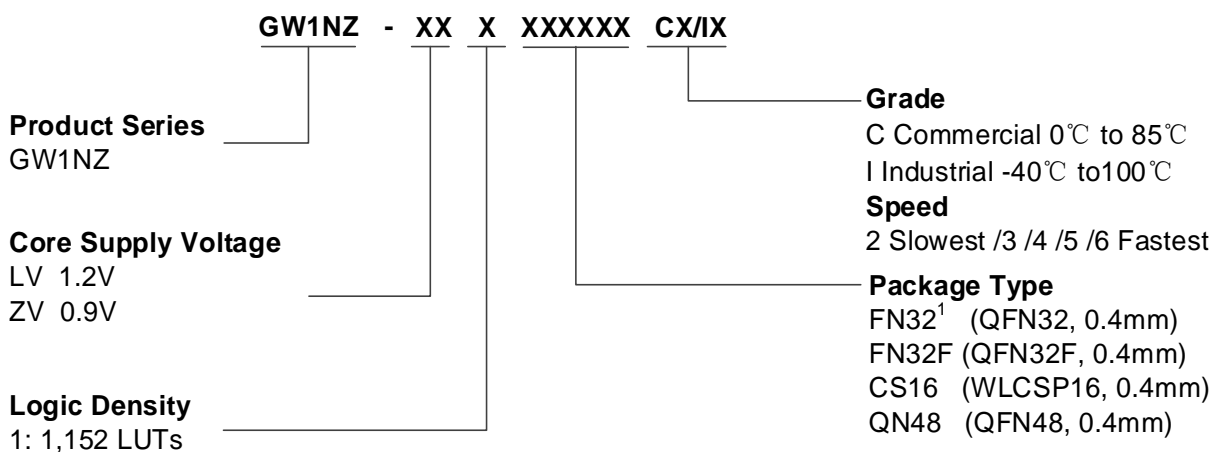 GW1NZ - XX X XXXXXX CX/IX
Product Series
GW1NZ
Core Supply Voltage
LV 1.2V
ZV 0.9V
Logic Density
1: 1,152 LUTs
Grade
C Commercial 0℃ to 85℃
I Industrial -40℃ to100℃
Speed
2 Slowest /3 /4 /5 /6 Fastest
Package Type
FN32¹ (QFN32, 0.4mm)
FN32F (QFN32F, 0.4mm)
CS16 (WLCSP16, 0.4mm)
QN48 (QFN48, 0.4mm)